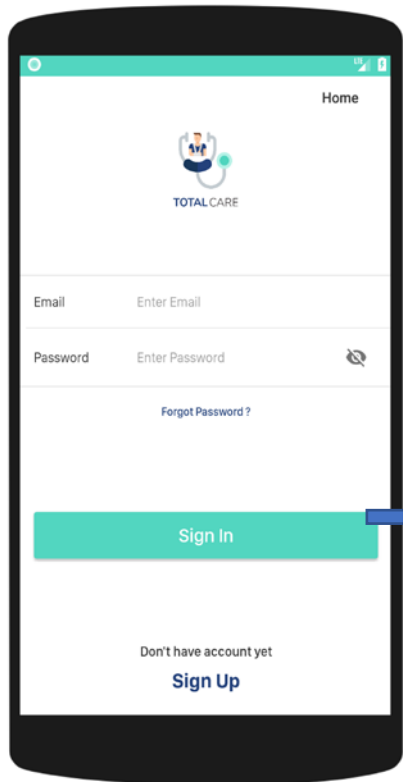 LTE
Home
TOTAL CARE
Email Enter Email
Password Enter Password
Forgot Password ?
Sign In
Don't have account yet
Sign Up